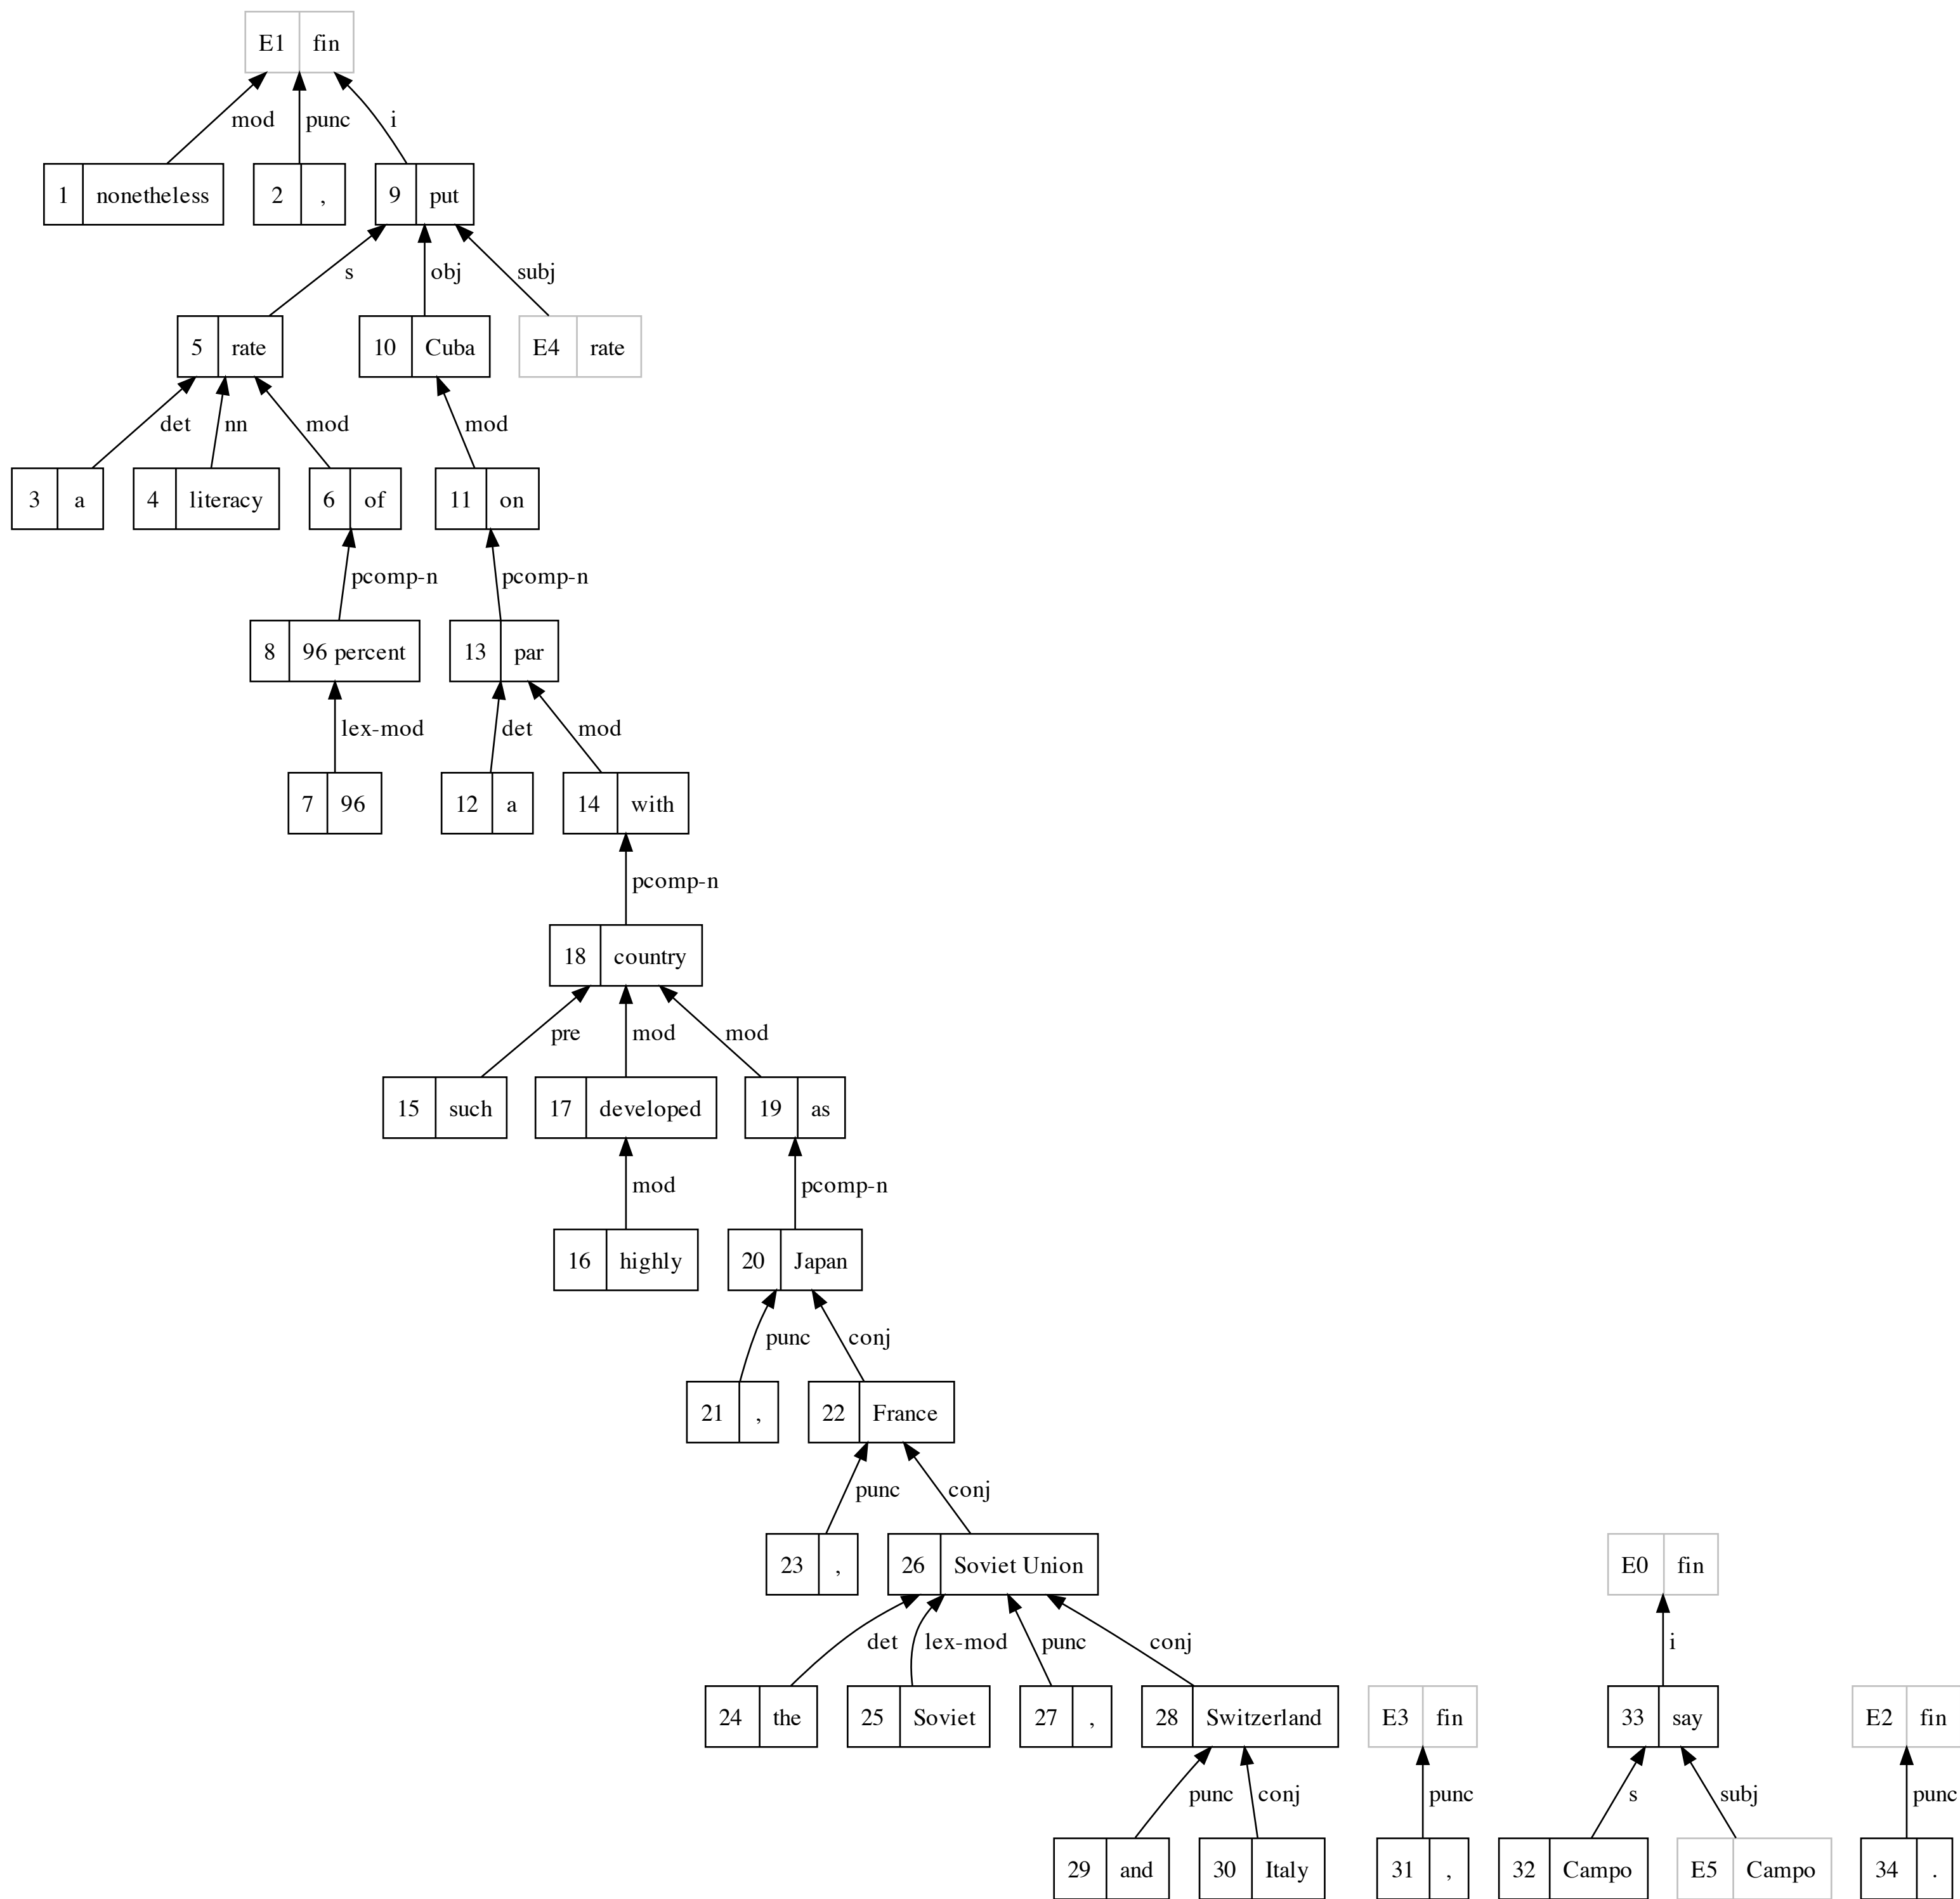 E1 fin
mod punc i
1 nonetheless 2 , 9 put
s obj subj
5 rate 10 Cuba E4 rate
det nn mod mod
3 a 4 literacy 6 of 11 on
pcomp-n pcomp-n
8 96 percent 13 par
lex-mod det mod
7 96 12 a 14 with
pcomp-n
18 country
pre mod mod
15 such 17 developed 19 as
mod pcomp-n
16 highly 20 Japan
punc conj
21 , 22 France
punc conj
23 , 26 Soviet Union E0 fin
det lex-mod punc conj i
24 the 25 Soviet 27 , 28 Switzerland E3 fin 33 say E2 fin
punc conj punc s subj punc
29 and 30 Italy 31 , 32 Campo E5 Campo 34 .